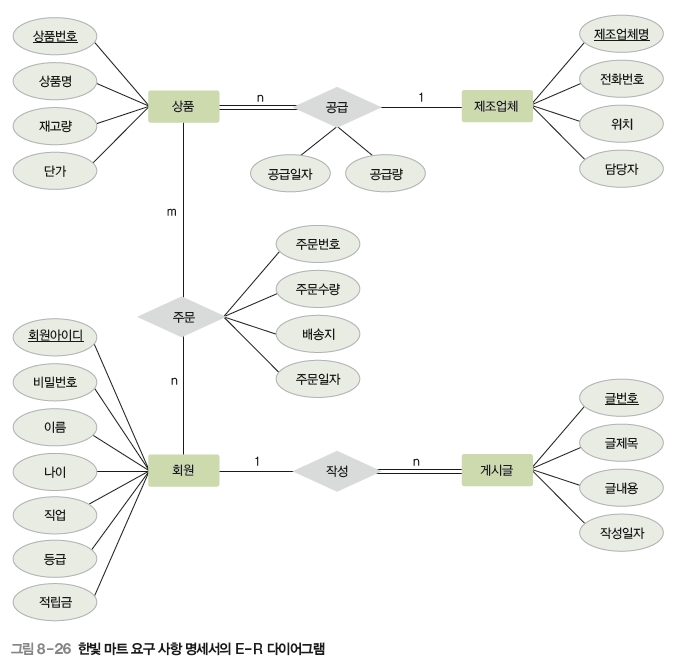 상품번호
상품명
재고량
단가
상품
n
공급
1
제조업체
제조업체명
전화번호
위치
담당자
공급일자
공급량
m
주문번호
주문수량
배송지
주문일자
주문
n
회원아이디
비밀번호
이름
나이
직업
등급
적립금
회원
1
작성
n
게시글
글번호
글제목
글내용
작성일자
그림 8-26 한빛 마트 요구 사항 명세서의 E-R 다이어그램